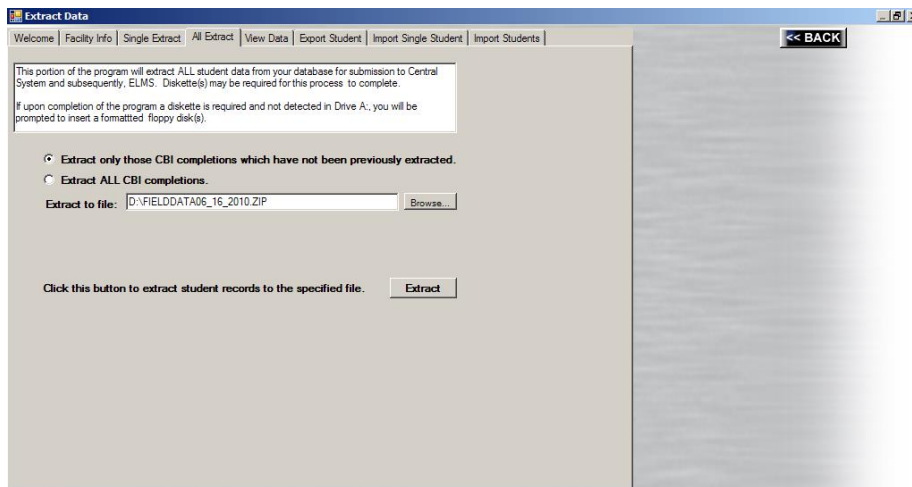 Extract Data
Welcome Facility Info Single Extract All Extract View Data Export Student Import Single Student Import Students
<< BACK
This portion of the program will extract ALL student data from your database for submission to Central
System and subsequently, ELMS. Diskette(s) may be required for this process to complete.
If upon completion of the program a diskette is required and not detected in Drive A:, you will be
prompted to insert a formattted floppy disk(s).
Extract only those CBI completions which have not been previously extracted.
Extract ALL CBI completions.
Extract to file: D:\FIELDDATA06_16_2010.ZIP Browse...
Click this button to extract student records to the specified file. Extract